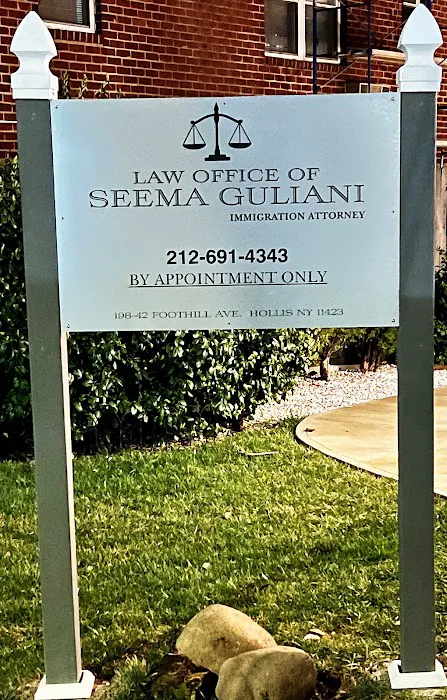 LAW OFFICE OF
SEEMA GULIANI
IMMIGRATION ATTORNEY
212-691-4343
BY APPOINTMENT ONLY
198-42 FOOTHILL AVE. HOLLIS NY 11423